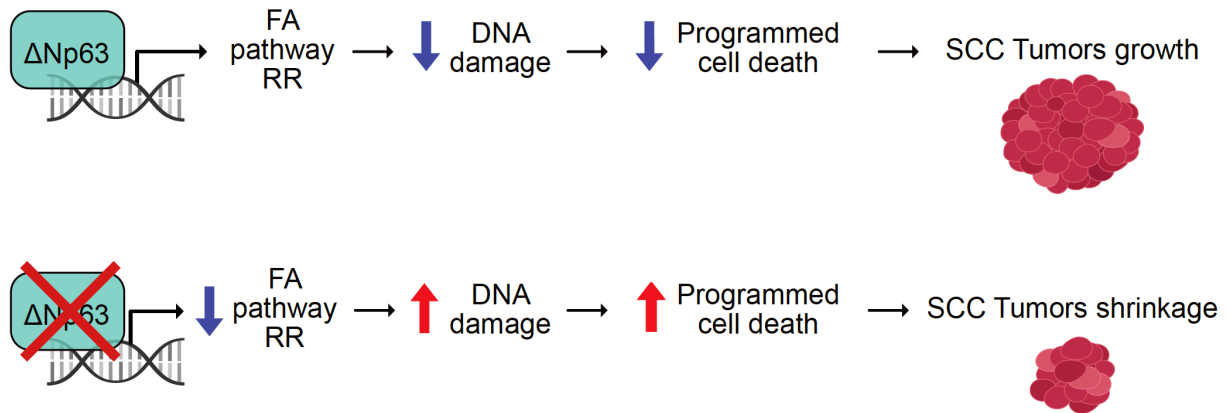 ΔNp63
FA
pathway
RR
DNA
damage
Programmed
cell death
SCC Tumors growth
ΔNp63
FA
pathway
RR
DNA
damage
Programmed
cell death
SCC Tumors shrinkage